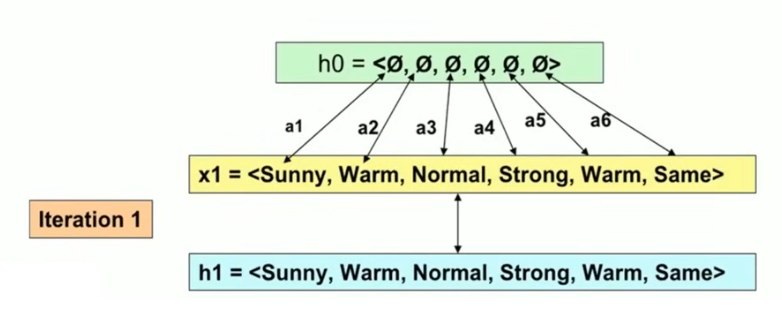 h0 = <Ø, Ø, Ø, Ø, Ø, Ø>
a1 a2 a3 a4 a5 a6
x1 = <Sunny, Warm, Normal, Strong, Warm, Same>
Iteration 1
h1 = <Sunny, Warm, Normal, Strong, Warm, Same>